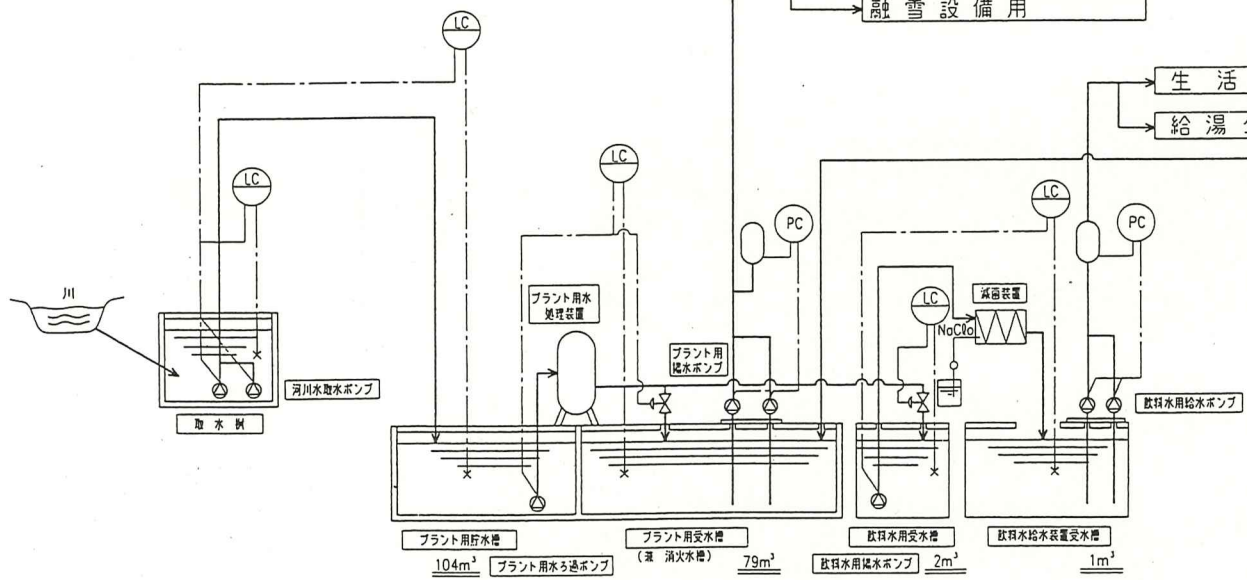 融雪設備用
LC
生活
給湯
LC
LC
LC
PC
PC
川
プラント用水
処理装置
LC
滅菌装置
NaClo
プラント用
揚水ポンプ
河川水取水ポンプ
飲料水用給水ポンプ
取水桝
プラント用貯水槽
プラント用受水槽
(兼 消火水槽)
飲料水用受水槽
飲料水給水装置受水槽
104m³
プラント用水ろ過ポンプ
79m³
飲料水用揚水ポンプ
2m³
1m³